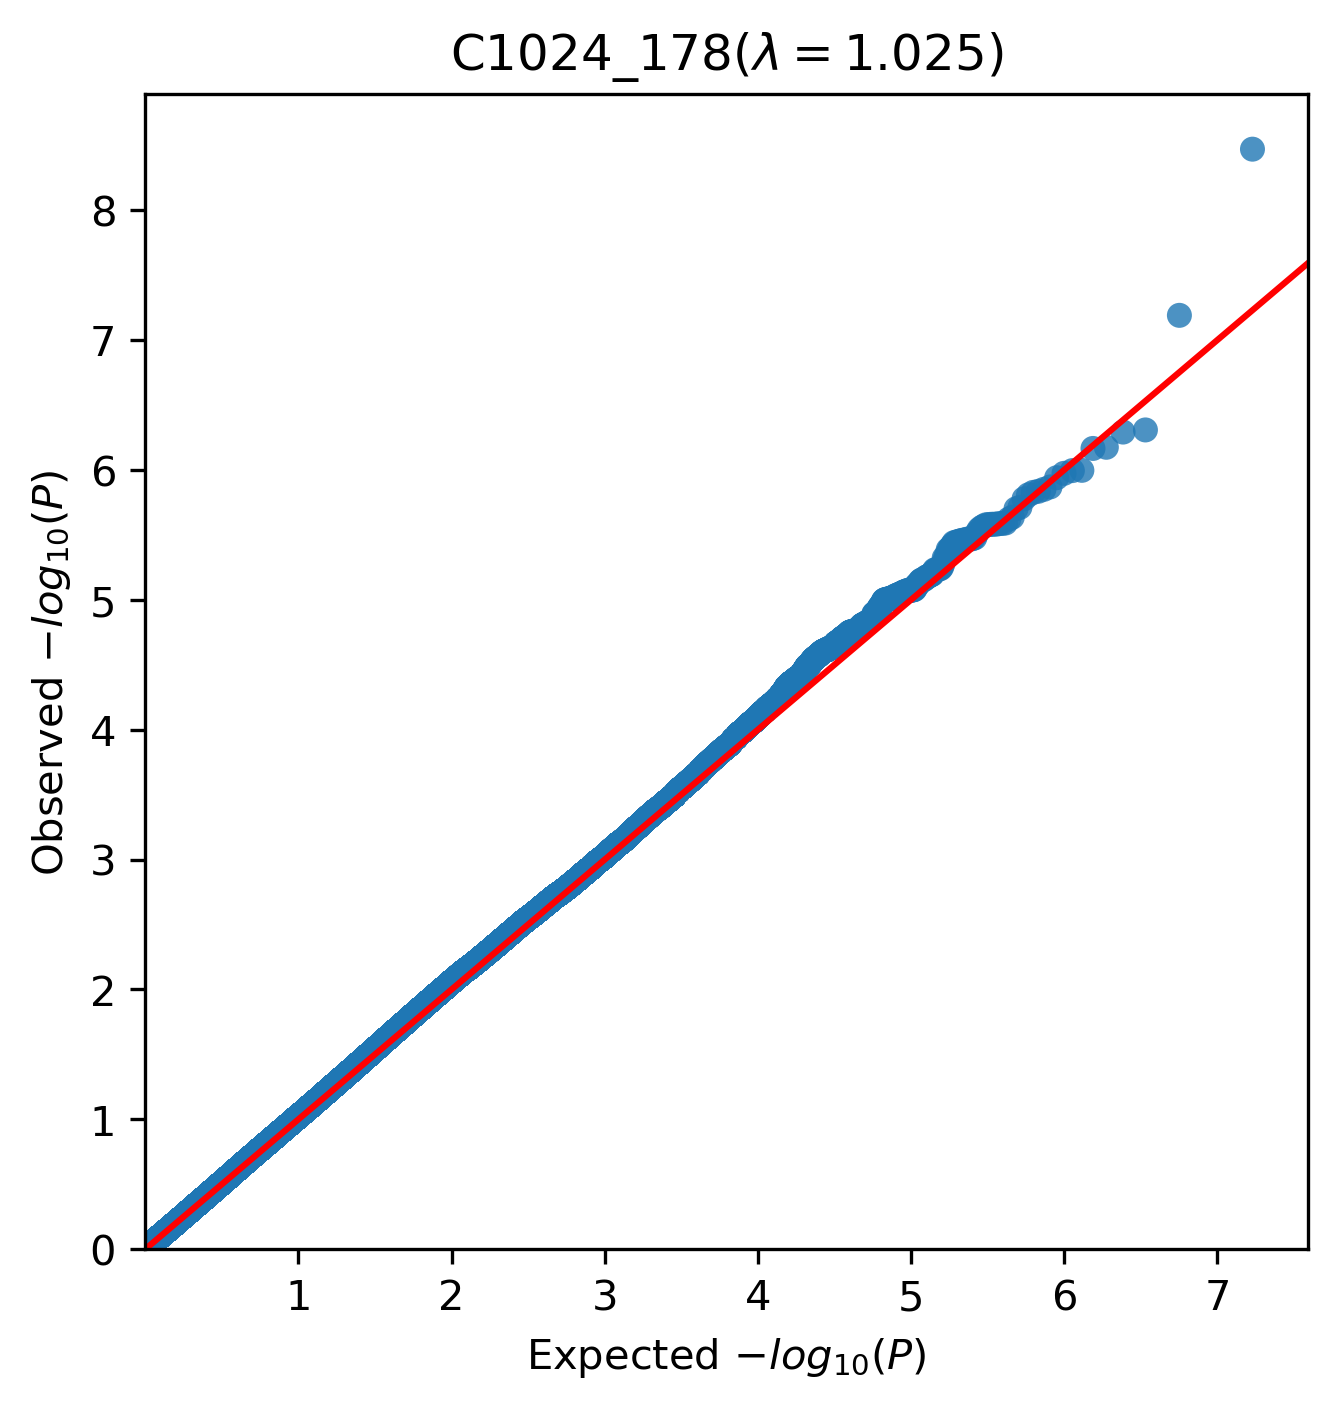 C1024_178(λ = 1.025)
Observed −log₁₀(P)
8
7
6
5
4
3
2
1
0
1 2 3 4 5 6 7
Expected −log₁₀(P)